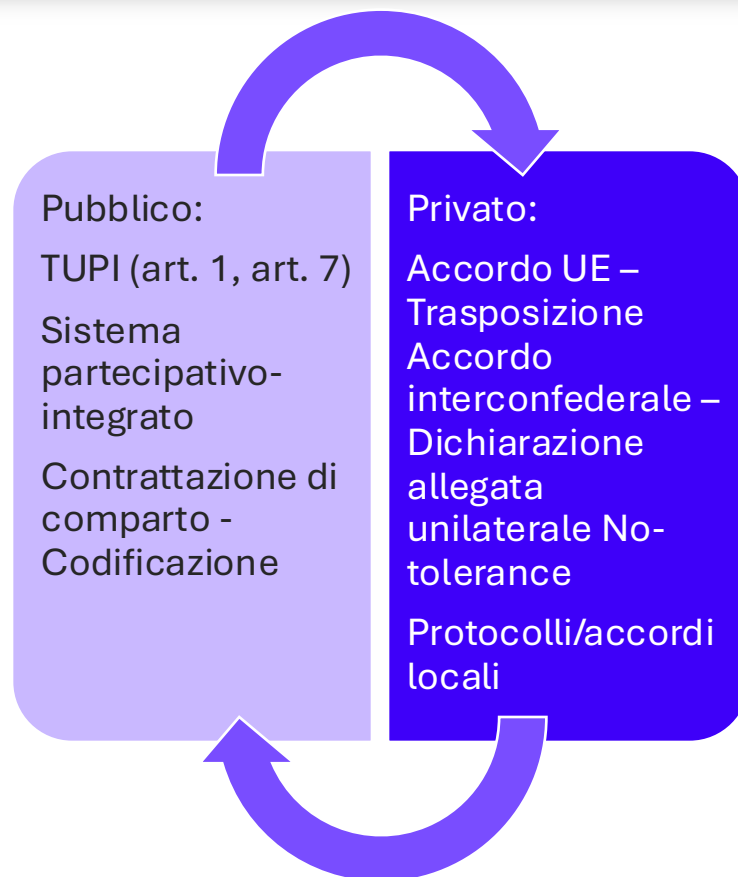 Pubblico:
TUPI (art. 1, art. 7)
Sistema
partecipativo-
integrato
Contrattazione di
comparto -
Codificazione
Privato:
Accordo UE –
Trasposizione
Accordo
interconfederale –
Dichiarazione
allegata
unilaterale No-
tolerance
Protocolli/accordi
locali